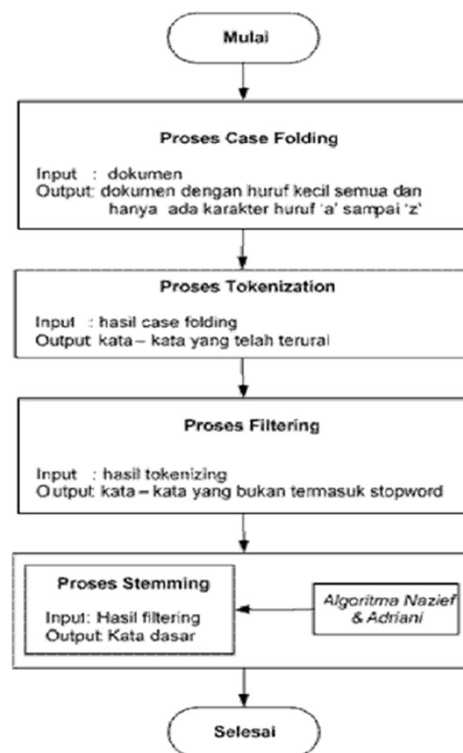 Mulai
Proses Case Folding
Input : dokumen
Output: dokumen dengan huruf kecil semua dan
hanya ada karakter huruf 'a' sampai 'z'
Proses Tokenization
Input : hasil case folding
Output: kata – kata yang telah terurai
Proses Filtering
Input : hasil tokenizing
Output: kata – kata yang bukan termasuk stopword
Proses Stemming
Input: Hasil filtering
Output: Kata dasar
Algoritma Nazief
& Adriani
Selesai